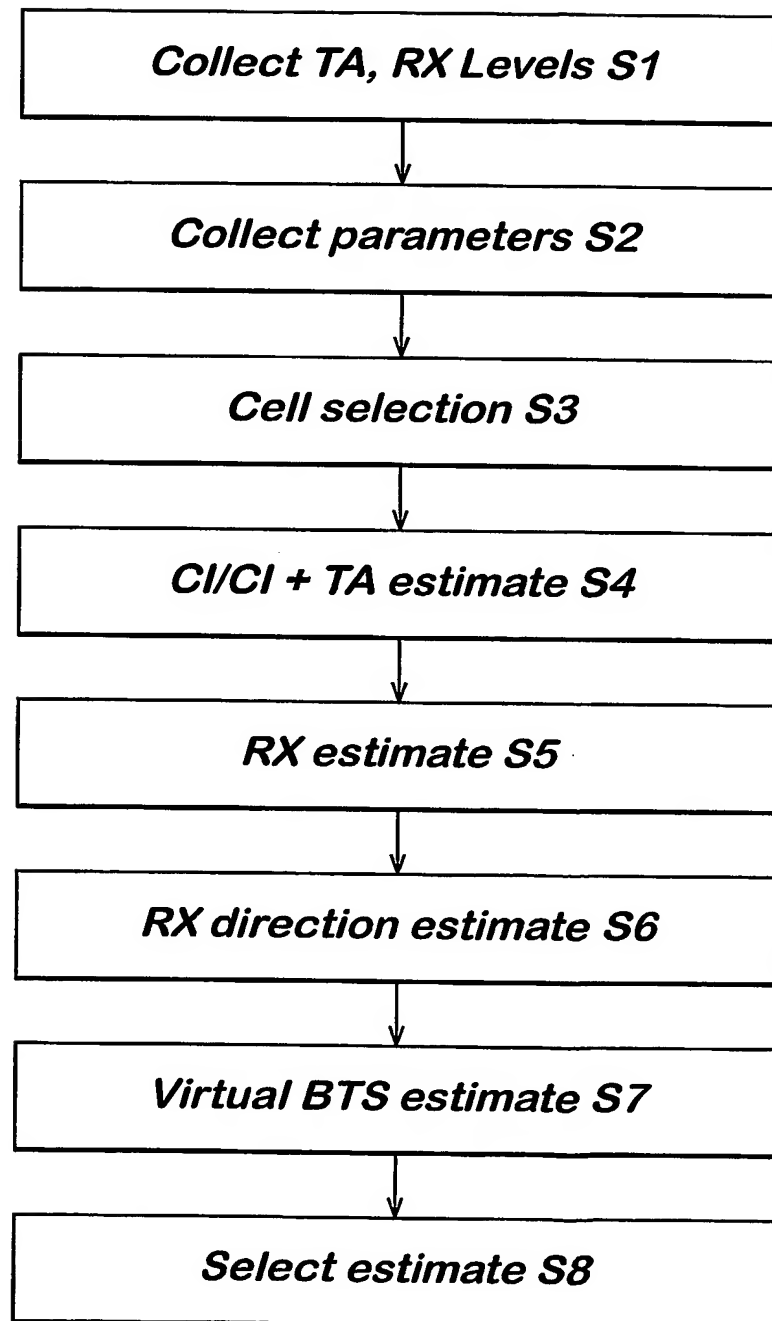 Collect TA, RX Levels S1
Collect parameters S2
Cell selection S3
CI/CI + TA estimate S4
RX estimate S5
RX direction estimate S6
Virtual BTS estimate S7
Select estimate S8